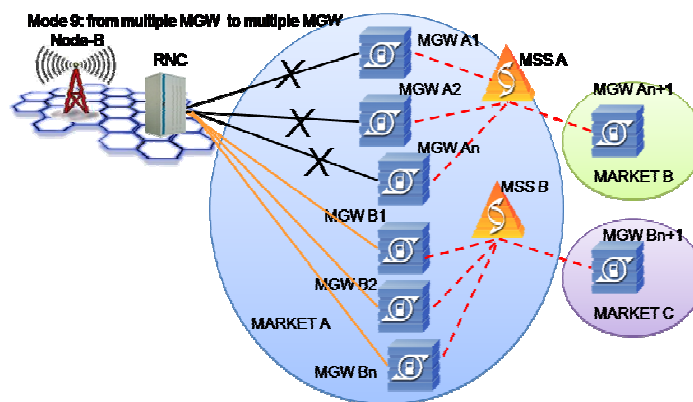 Mode 9: from multiple MGW to multiple MGW
Node-B
RNC
MGW A1
MSS A
MGW A2
MGW An+1
MGW An
MARKET B
MSS B
MGW B1
MGW Bn+1
MGW B2
MARKET A
MARKET C
MGW Bn